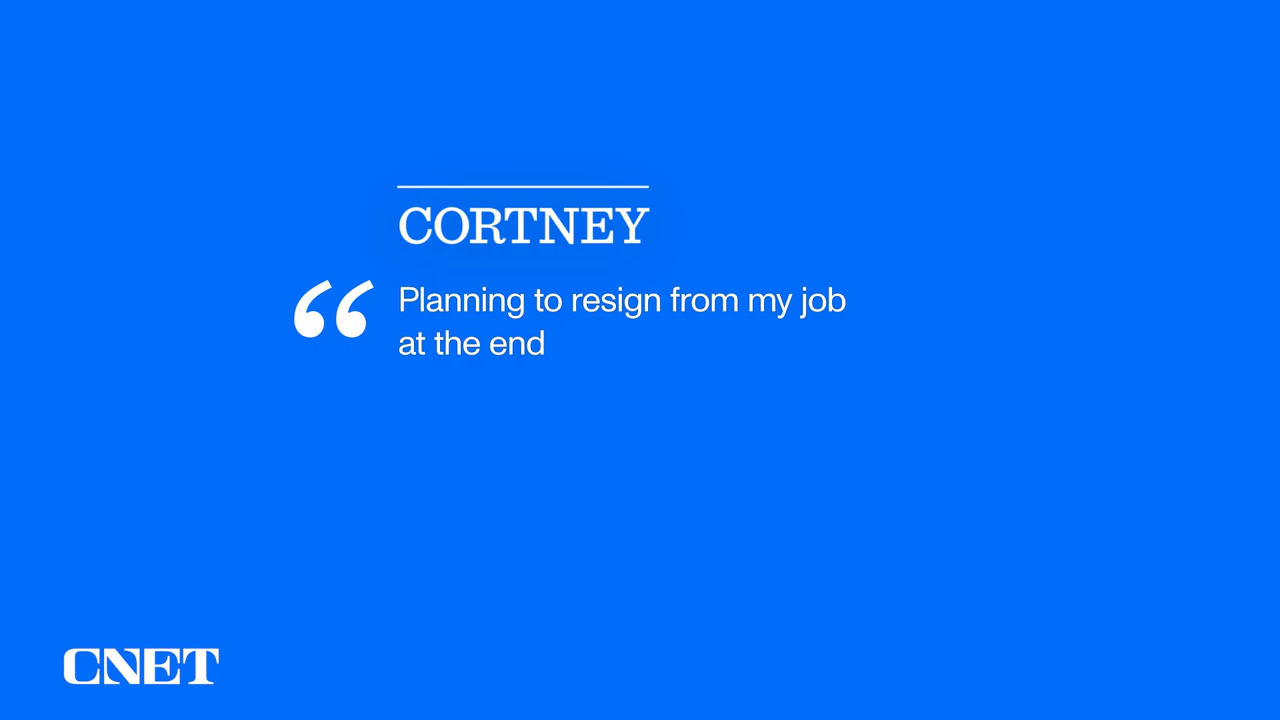 CORTNEY
“ Planning to resign from my job
at the end
CNET